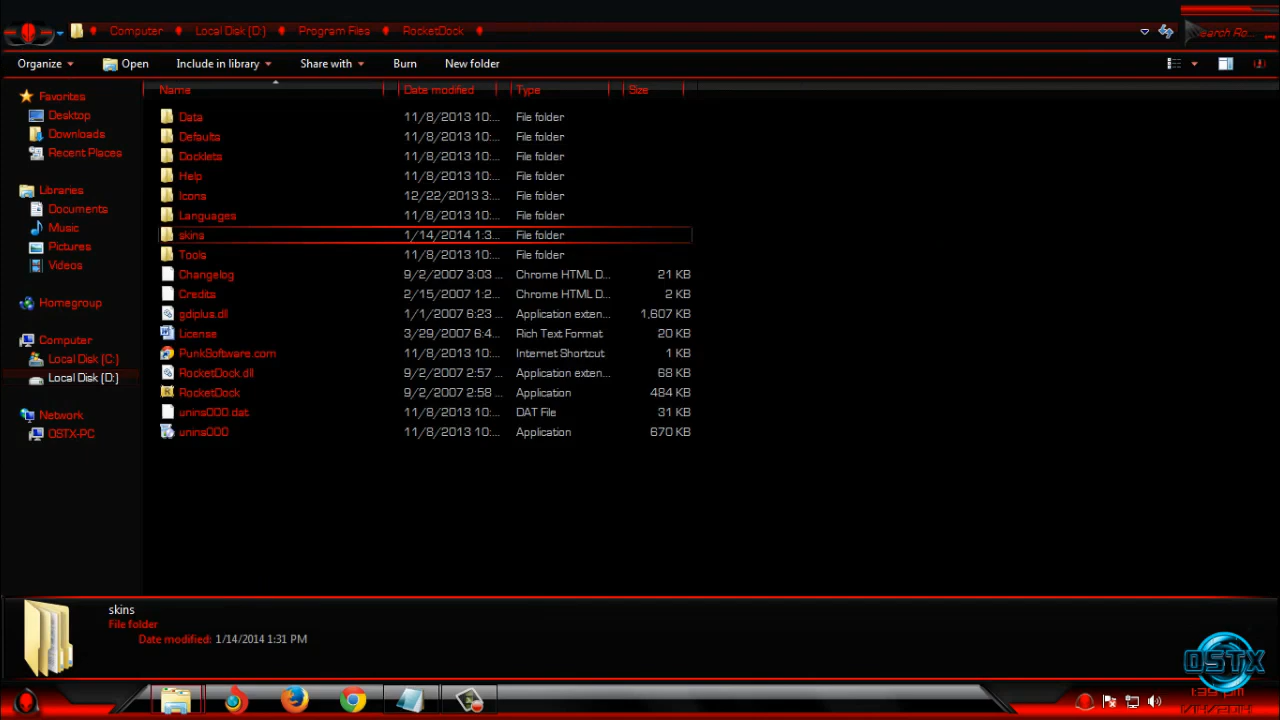 Computer Local Disk (D:) Program Files RocketDock
Search Ro...
Organize Open Include in library Share with Burn New folder
Name Date modified Type Size
Favorites
Desktop
Downloads
Recent Places
Libraries
Documents
Music
Pictures
Videos
Homegroup
Computer
Local Disk (C:)
Local Disk (D:)
Network
OSTX-PC
Data 11/8/2013 10:... File folder
Defaults 11/8/2013 10:... File folder
Docklets 11/8/2013 10:... File folder
Help 11/8/2013 10:... File folder
Icons 12/22/2013 3:... File folder
Languages 11/8/2013 10:... File folder
skins 1/14/2014 1:3... File folder
Tools 11/8/2013 10:... File folder
Changelog 9/2/2007 3:03 ... Chrome HTML D... 21 KB
Credits 2/15/2007 1:2... Chrome HTML D... 2 KB
gdiplus.dll 1/1/2007 6:23 ... Application exten... 1,607 KB
License 3/29/2007 6:4... Rich Text Format 20 KB
PunkSoftware.com 11/8/2013 10:... Internet Shortcut 1 KB
RocketDock.dll 9/2/2007 2:57 ... Application exten... 68 KB
RocketDock 9/2/2007 2:58 ... Application 484 KB
unins000.dat 11/8/2013 10:... DAT File 31 KB
unins000 11/8/2013 10:... Application 670 KB
skins
File folder
Date modified: 1/14/2014 1:31 PM
OSTX
1:35 pm
1/14/2014